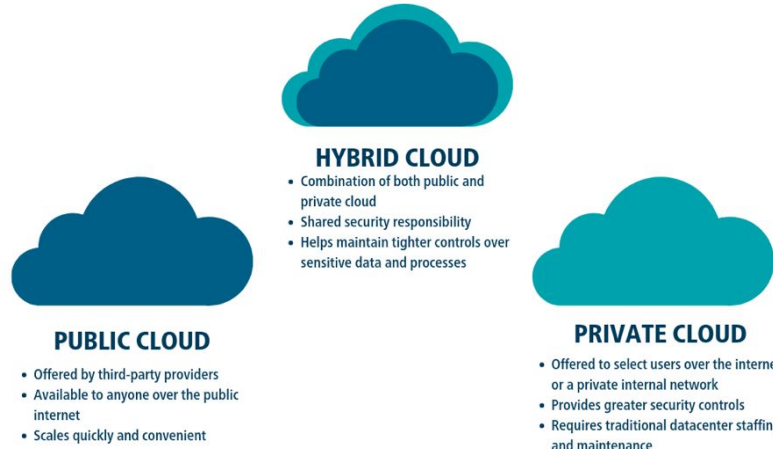 HYBRID CLOUD
• Combination of both public and
private cloud
• Shared security responsibility
• Helps maintain tighter controls over
sensitive data and processes
PUBLIC CLOUD
• Offered by third-party providers
• Available to anyone over the public
internet
• Scales quickly and convenient
PRIVATE CLOUD
• Offered to select users over the interne
or a private internal network
• Provides greater security controls
• Requires traditional datacenter staffin
and maintenance